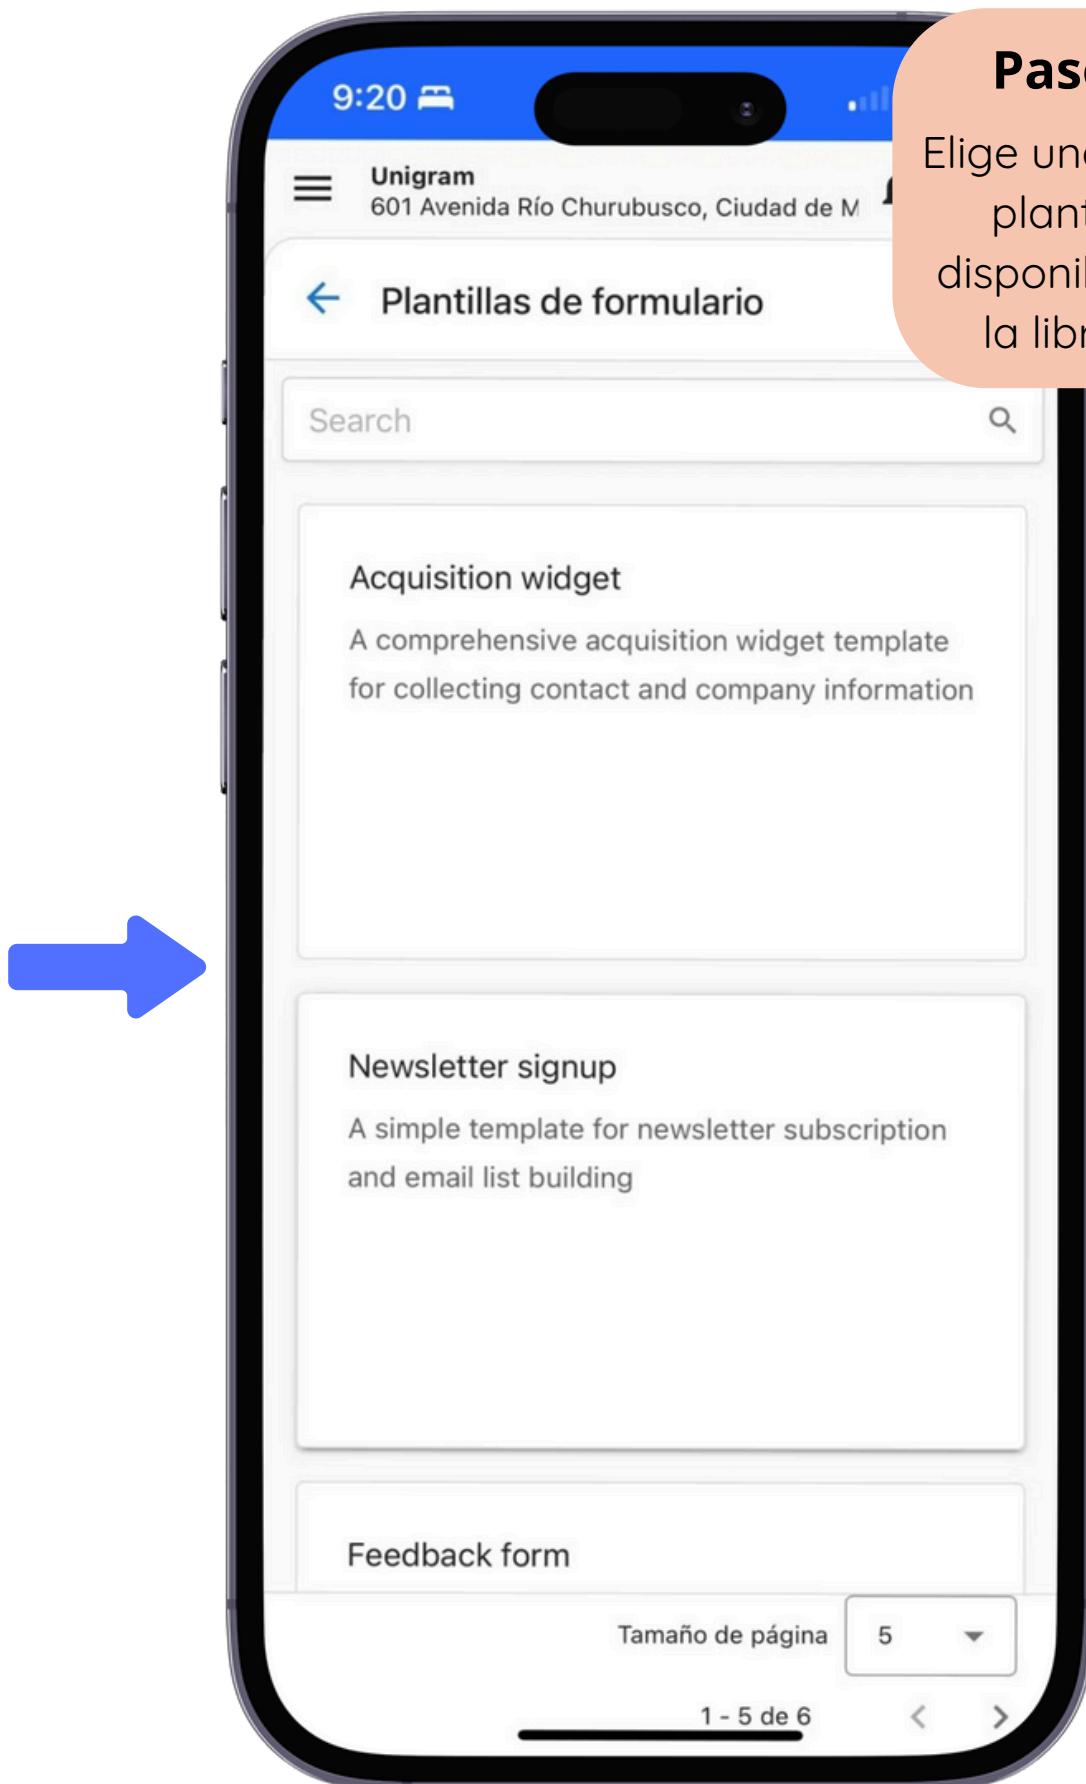 9:20
Unigram
601 Avenida Río Churubusco, Ciudad de M
Plantillas de formulario
Elige
la
Search
Acquisition widget
A comprehensive acquisition widget template
for collecting contact and company information
Newsletter signup
A simple template for newsletter subscription
and email list building
Feedback form
Tamaño de página 5
1 - 5 de 6